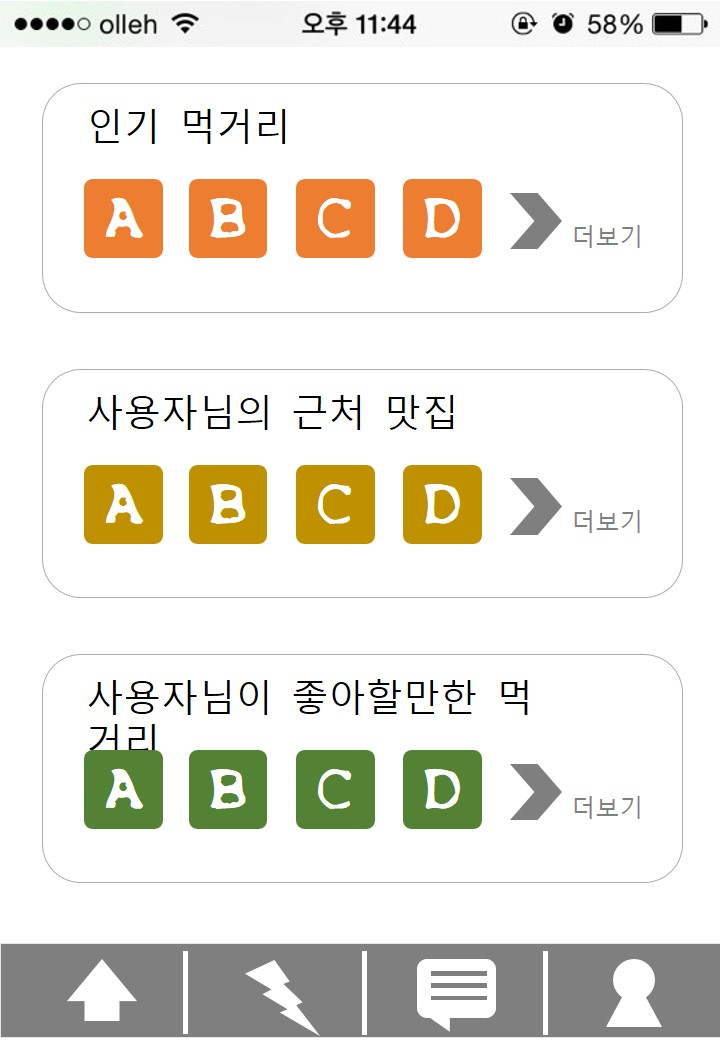 olleh 오후 11:44 58%
인기 먹거리
A B C D 더보기
사용자님의 근처 맛집
A B C D 더보기
사용자님이 좋아할만한 먹
거리
A B C D 더보기